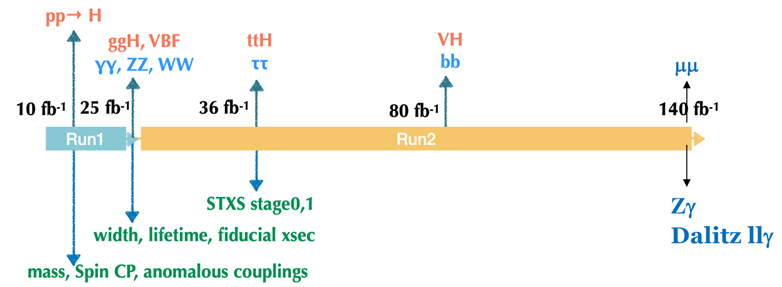 pp→ H
ggH, VBF
γγ, ZZ, WW
ttH
ττ
VH
bb
μμ
10 fb⁻¹
25 fb⁻¹
36 fb⁻¹
80 fb⁻¹
140 fb⁻¹
Run1
Run2
STXS stage0,1
Zγ
width, lifetime, fiducial xsec
Dalitz llγ
mass, Spin CP, anomalous couplings